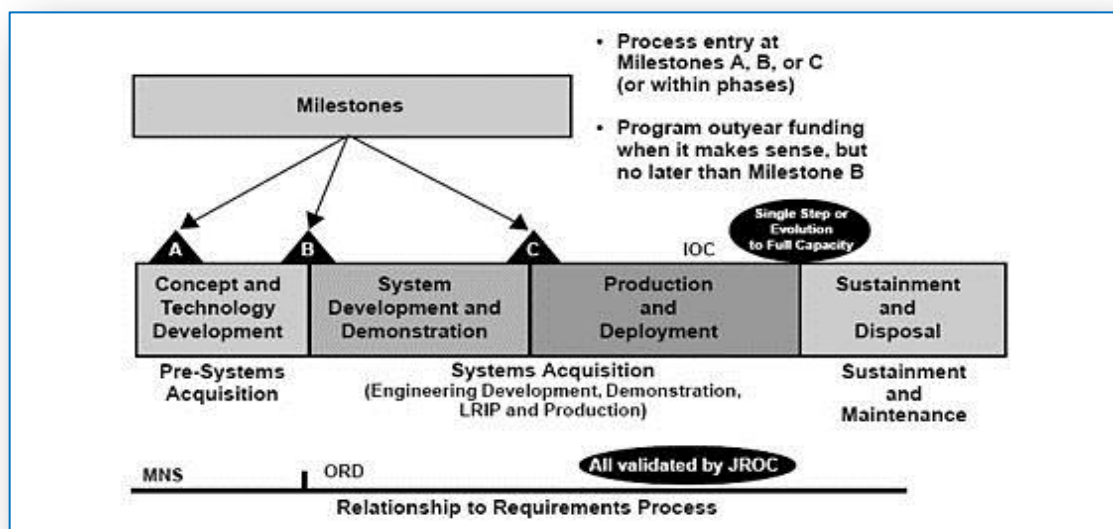 • Process entry at
Milestones A, B, or C
(or within phases)
Milestones
• Program outyear funding
when it makes sense, but
no later than Milestone B
Single Step or
Evolution
to Full Capacity
A
B
C
IOC
Concept and
Technology
Development
System
Development and
Demonstration
Production
and
Deployment
Sustainment
and
Disposal
Pre-Systems
Acquisition
Systems Acquisition
(Engineering Development, Demonstration,
LRIP and Production)
Sustainment
and
Maintenance
MNS
ORD
All validated by JROC
Relationship to Requirements Process